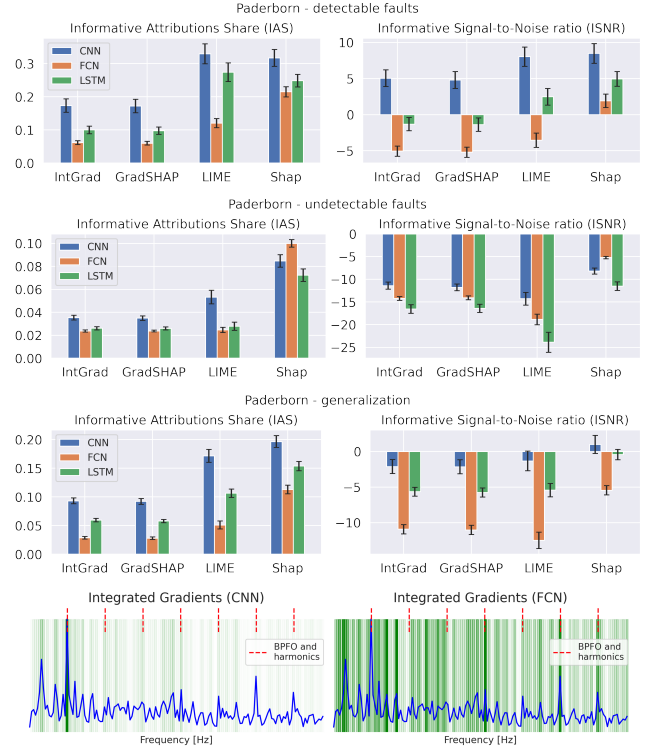 Paderborn - detectable faults
Informative Attributions Share (IAS)
CNN
FCN
LSTM
0.3
0.2
0.1
0.0
IntGrad GradSHAP LIME Shap
Informative Signal-to-Noise ratio (ISNR)
10
5
0
−5
IntGrad GradSHAP LIME Shap
Paderborn - undetectable faults
Informative Attributions Share (IAS)
CNN
FCN
LSTM
0.10
0.08
0.06
0.04
0.02
0.00
IntGrad GradSHAP LIME Shap
Informative Signal-to-Noise ratio (ISNR)
0
−5
−10
−15
−20
−25
IntGrad GradSHAP LIME Shap
Paderborn - generalization
Informative Attributions Share (IAS)
CNN
FCN
LSTM
0.20
0.15
0.10
0.05
0.00
IntGrad GradSHAP LIME Shap
Informative Signal-to-Noise ratio (ISNR)
0
−5
−10
IntGrad GradSHAP LIME Shap
Integrated Gradients (CNN)
BPFO and
harmonics
Frequency [Hz]
Integrated Gradients (FCN)
BPFO and
harmonics
Frequency [Hz]